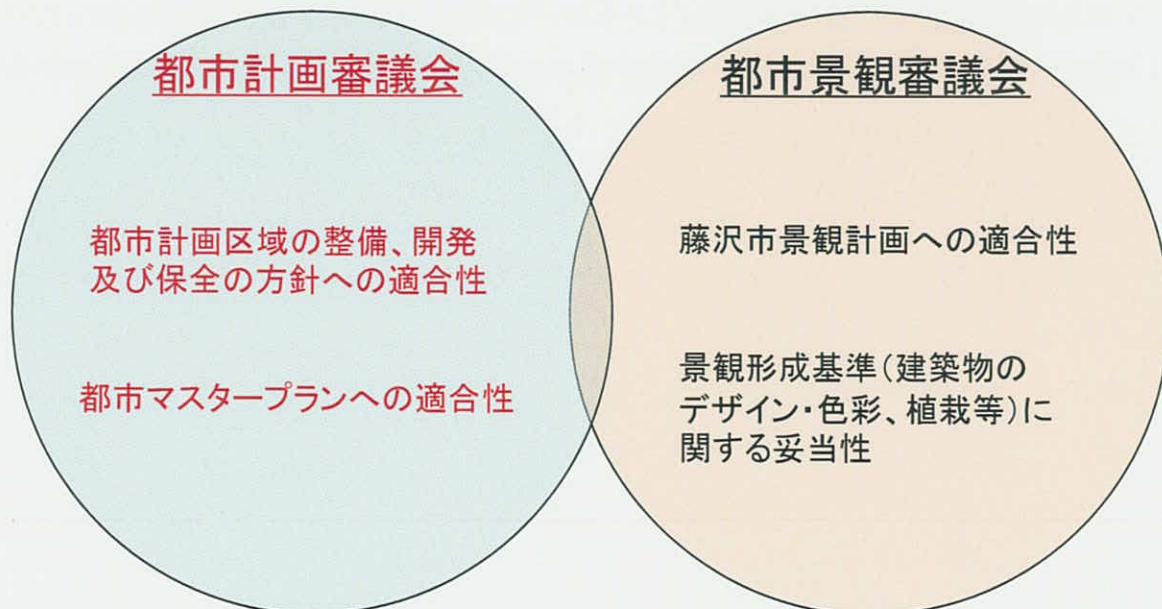 都市計画審議会
都市計画区域の整備、開発
及び保全の方針への適合性
都市マスタープランへの適合性
都市景観審議会
藤沢市景観計画への適合性
景観形成基準(建築物の
デザイン・色彩、植栽等)に
関する妥当性